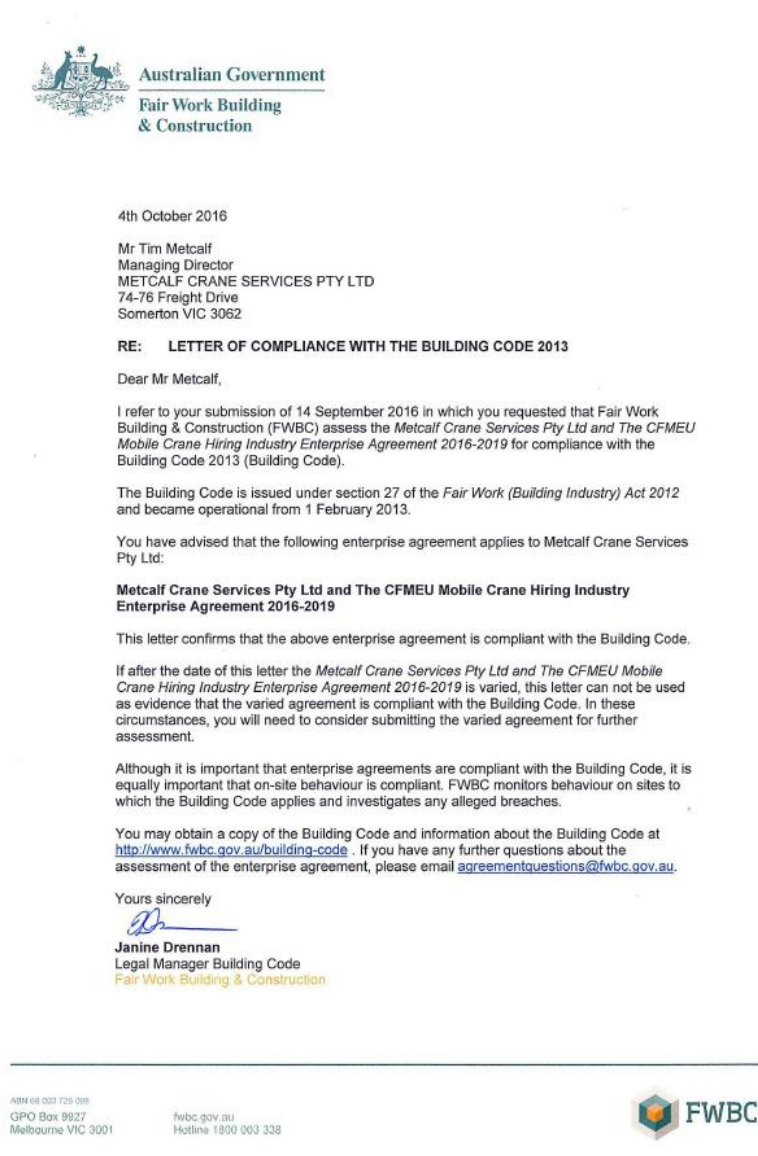 Australian Government
Fair Work Building
& Construction
4th October 2016
Mr Tim Metcalf
Managing Director
METCALF CRANE SERVICES PTY LTD
74-76 Freight Drive
Somerton VIC 3062
RE: LETTER OF COMPLIANCE WITH THE BUILDING CODE 2013
Dear Mr Metcalf,
I refer to your submission of 14 September 2016 in which you requested that Fair Work
Building & Construction (FWBC) assess the Metcalf Crane Services Pty Ltd and The CFMEU
Mobile Crane Hiring Industry Enterprise Agreement 2016-2019 for compliance with the
Building Code 2013 (Building Code).
The Building Code is issued under section 27 of the Fair Work (Building Industry) Act 2012
and became operational from 1 February 2013.
You have advised that the following enterprise agreement applies to Metcalf Crane Services
Pty Ltd:
Metcalf Crane Services Pty Ltd and The CFMEU Mobile Crane Hiring Industry
Enterprise Agreement 2016-2019
This letter confirms that the above enterprise agreement is compliant with the Building Code.
If after the date of this letter the Metcalf Crane Services Pty Ltd and The CFMEU Mobile
Crane Hiring Industry Enterprise Agreement 2016-2019 is varied, this letter can not be used
as evidence that the varied agreement is compliant with the Building Code. In these
circumstances, you will need to consider submitting the varied agreement for further
assessment.
Although it is important that enterprise agreements are compliant with the Building Code, it is
equally important that on-site behaviour is compliant. FWBC monitors behaviour on sites to
which the Building Code applies and investigates any alleged breaches.
You may obtain a copy of the Building Code and information about the Building Code at
http://www.fwbc.gov.au/building-code . If you have any further questions about the
assessment of the enterprise agreement, please email agreementquestions@fwbc.gov.au.
Yours sincerely
Janine Drennan
Legal Manager Building Code
Fair Work Building & Construction
GPO Box 9927
Melbourne VIC 3001
fwbc.gov.au
Hotline 1800 003 338
FWBC